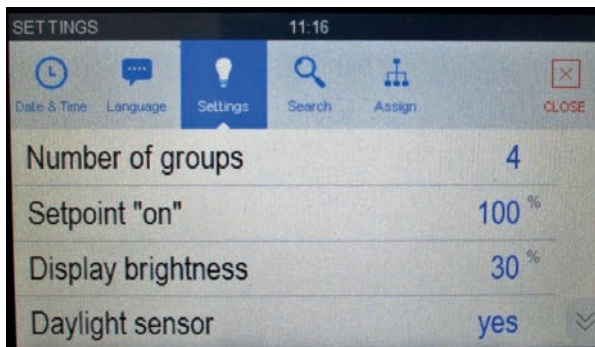 SETTINGS 11:16
Date & Time Language Settings Search Assign CLOSE
Number of groups 4
Setpoint "on" 100 %
Display brightness 30 %
Daylight sensor yes